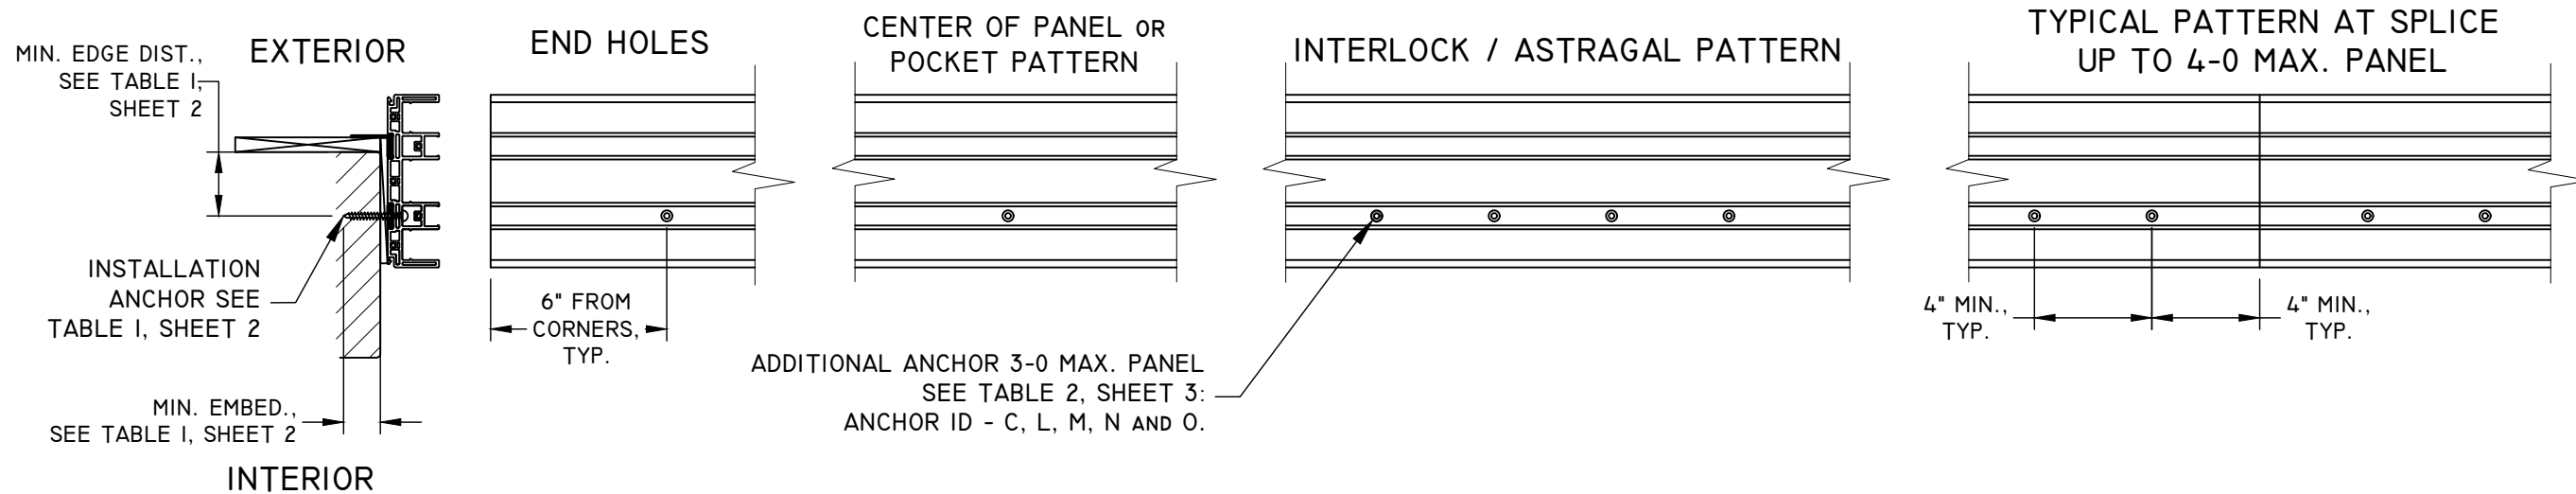 MIN. EDGE DIST.,
SEE TABLE 1,
SHEET 2
EXTERIOR
INSTALLATION
ANCHOR SEE
TABLE 1, SHEET 2
MIN. EMBED.,
SEE TABLE 1, SHEET 2
INTERIOR
END HOLES
6" FROM
CORNERS,
TYP.
CENTER OF PANEL OR
POCKET PATTERN
INTERLOCK / ASTRAGAL PATTERN
ADDITIONAL ANCHOR 3-0 MAX. PANEL
SEE TABLE 2, SHEET 3:
ANCHOR ID - C, L, M, N AND O.
TYPICAL PATTERN AT SPLICE
UP TO 4-0 MAX. PANEL
4" MIN.,
TYP.
4" MIN.,
TYP.